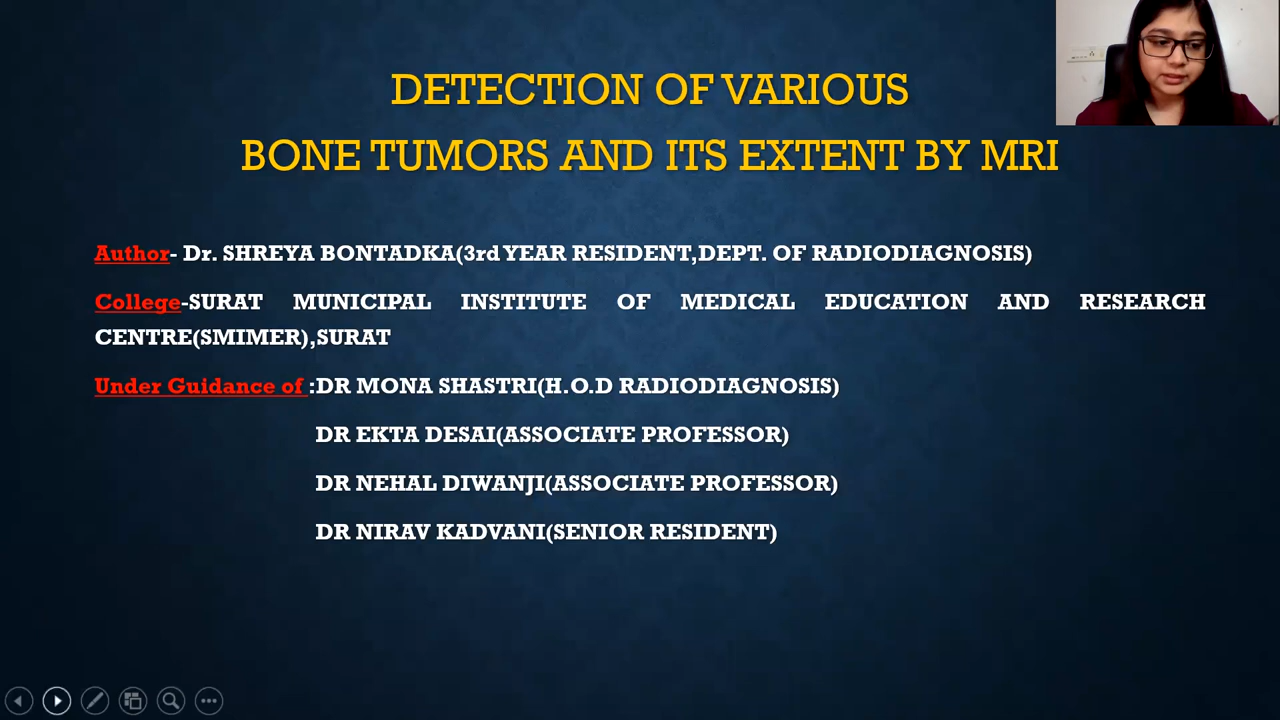 DETECTION OF VARIOUS
BONE TUMORS AND ITS EXTENT BY MRI
Author- Dr. SHREYA BONTADKA(3rd YEAR RESIDENT,DEPT. OF RADIODIAGNOSIS)
College-SURAT MUNICIPAL INSTITUTE OF MEDICAL EDUCATION AND RESEARCH
CENTRE(SMIMER),SURAT
Under Guidance of :DR MONA SHASTRI(H.O.D RADIODIAGNOSIS)
DR EKTA DESAI(ASSOCIATE PROFESSOR)
DR NEHAL DIWANJI(ASSOCIATE PROFESSOR)
DR NIRAV KADVANI(SENIOR RESIDENT)